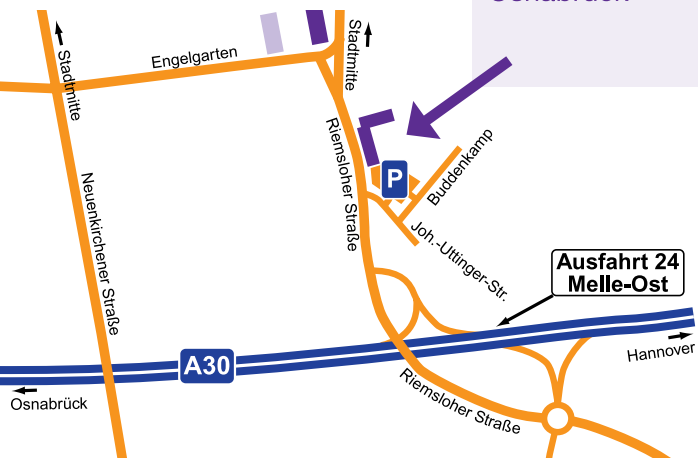 Osnabrück
Stadtmitte
Engelgarten
Stadtmitte
Riemsloher Straße
P
Buddenkamp
Joh.-Uttinger-Str.
Neuenkirchener Straße
Ausfahrt 24
Melle-Ost
A30
Hannover
Osnabrück
Riemsloher Straße